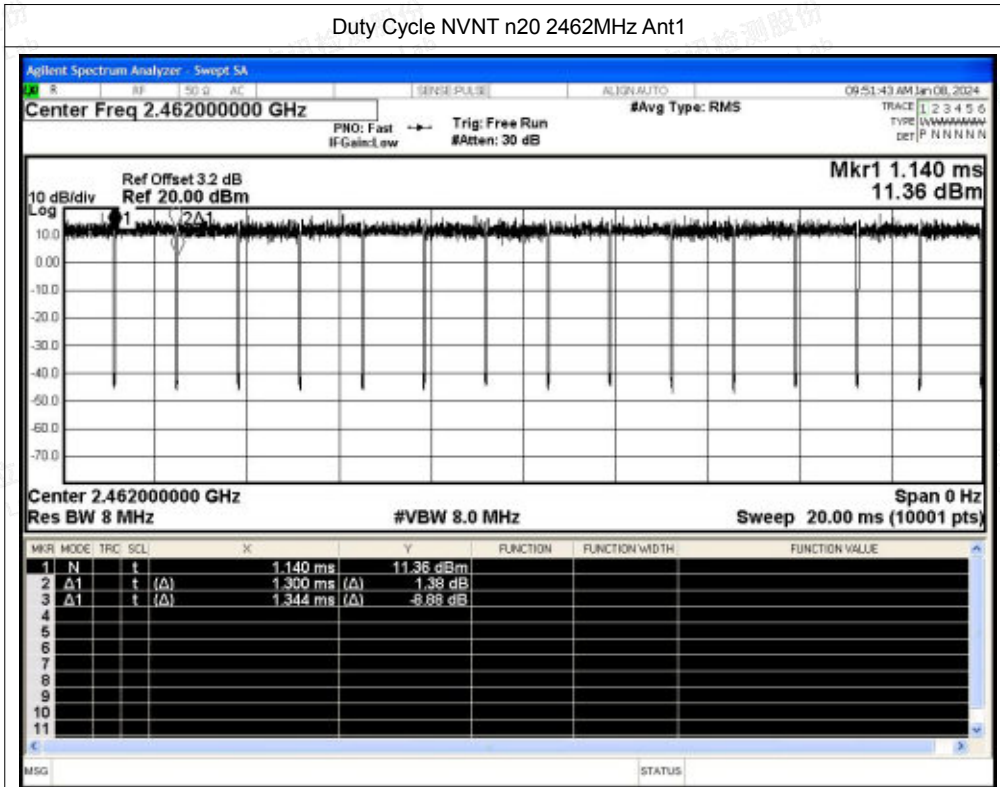 Duty Cycle NVNT n20 2462MHz Ant1
Agilent Spectrum Analyzer - Swept SA
R RF 50 Ω AC SENSE:PULSE ALIGN AUTO 09:51:43 AM Jan 08, 2024
Center Freq 2.462000000 GHz #Avg Type: RMS TRACE 1 2 3 4 5 6
PNO: Fast Trig: Free Run TYPE
IFGain:Low #Atten: 30 dB DET P N N N N N
Mkr1 1.140 ms
11.36 dBm
Ref Offset 3.2 dB
10 dB/div Ref 20.00 dBm
Log
1 2Δ1
10.0
0.00
-10.0
-20.0
-30.0
-40.0
-50.0
-60.0
-70.0
Center 2.462000000 GHz Span 0 Hz
Res BW 8 MHz #VBW 8.0 MHz Sweep 20.00 ms (10001 pts)
MKR MODE TRC SCL X Y FUNCTION FUNCTION WIDTH FUNCTION VALUE
1 N t 1.140 ms 11.36 dBm
2 Δ1 t (Δ) 1.300 ms (Δ) 1.38 dB
3 Δ1 t (Δ) 1.344 ms (Δ) -8.88 dB
4
5
6
7
8
9
10
11
MSG STATUS